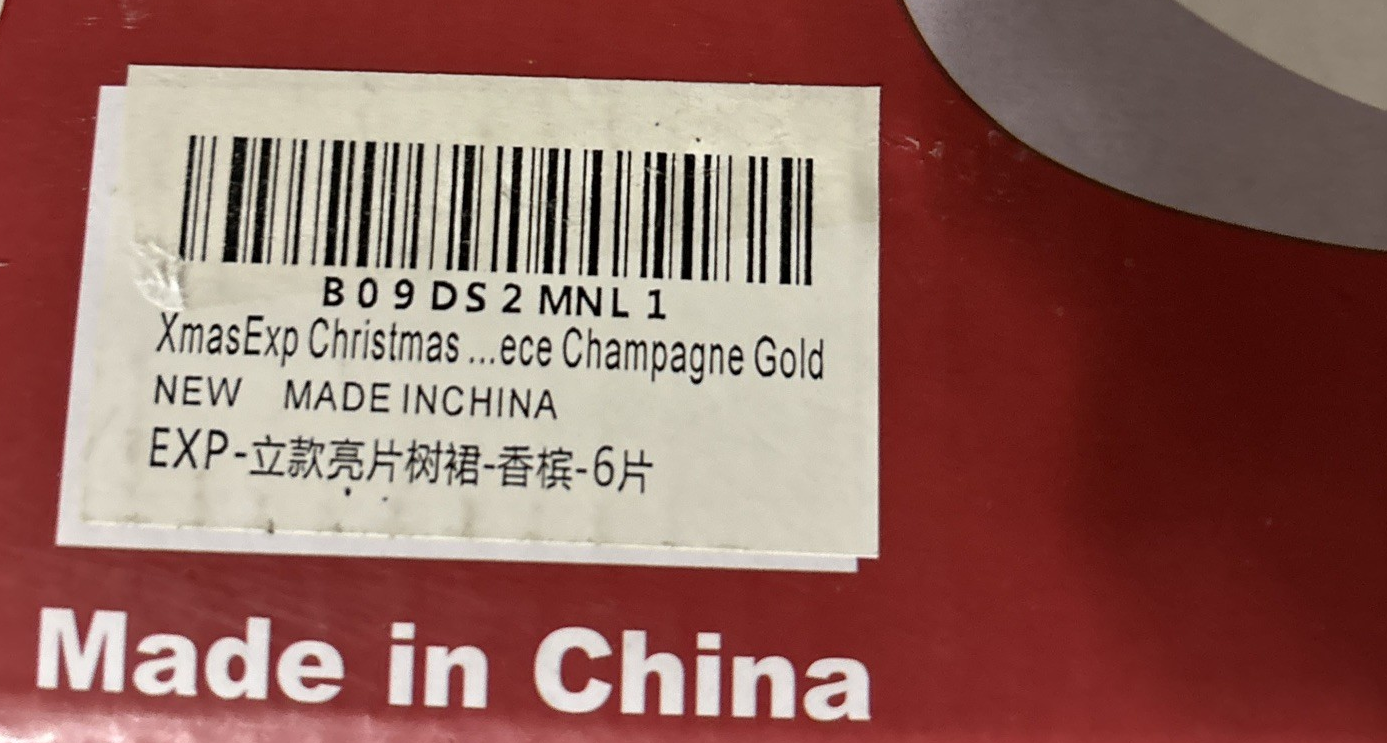 B09DS2MNL1
XmasExp Christmas ...ece Champagne Gold
NEW MADE INCHINA
EXP-立款亮片树裙-香槟-6片
Made in China